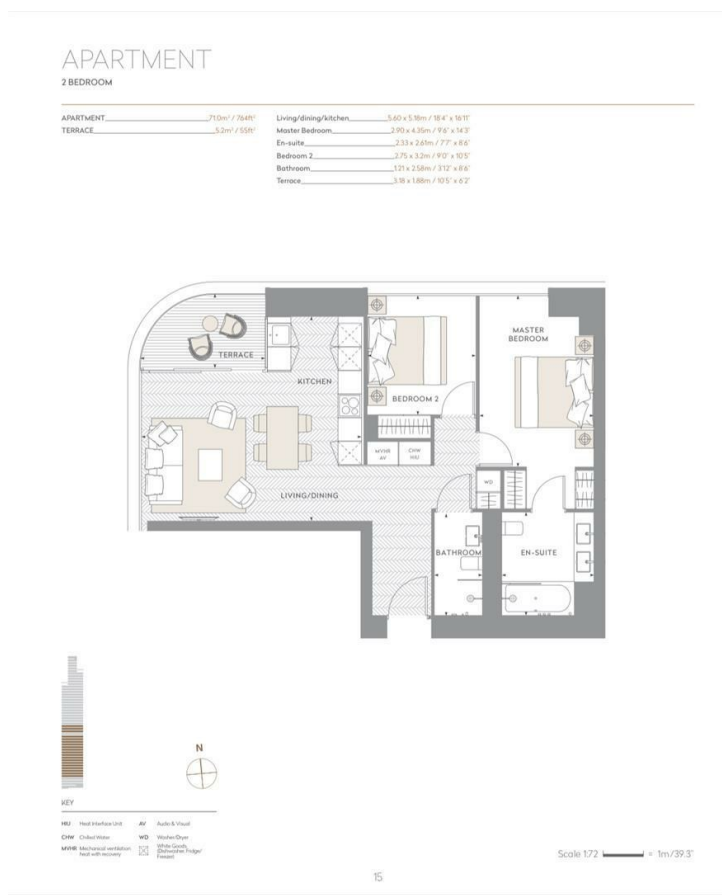 APARTMENT
2 BEDROOM
APARTMENT 71.0m² / 764ft²
TERRACE 5.2m² / 55ft²
Living/dining/kitchen 5.60 x 5.18m / 18'4" x 16'11"
Master Bedroom 2.90 x 4.35m / 9'6" x 14'3"
En-suite 2.33 x 2.61m / 7'7" x 8'6"
Bedroom 2 2.75 x 3.2m / 9'0" x 10'5"
Bathroom 1.21 x 2.58m / 3'12" x 8'6"
Terrace 3.18 x 1.88m / 10'5" x 6'2"
TERRACE
KITCHEN
BEDROOM 2
MASTER
BEDROOM
MVHR
AV
CHW
HIU
LIVING/DINING
WD
BATHROOM
EN-SUITE
N
KEY
HIU Heat Interface Unit
AV Audio & Visual
CHW Chilled Water
WD Washer/Dryer
MVHR Mechanical ventilation
heat with recovery
White Goods
(Dishwasher, Fridge/
Freezer)
Scale 1:72 = 1m/39.3"
15